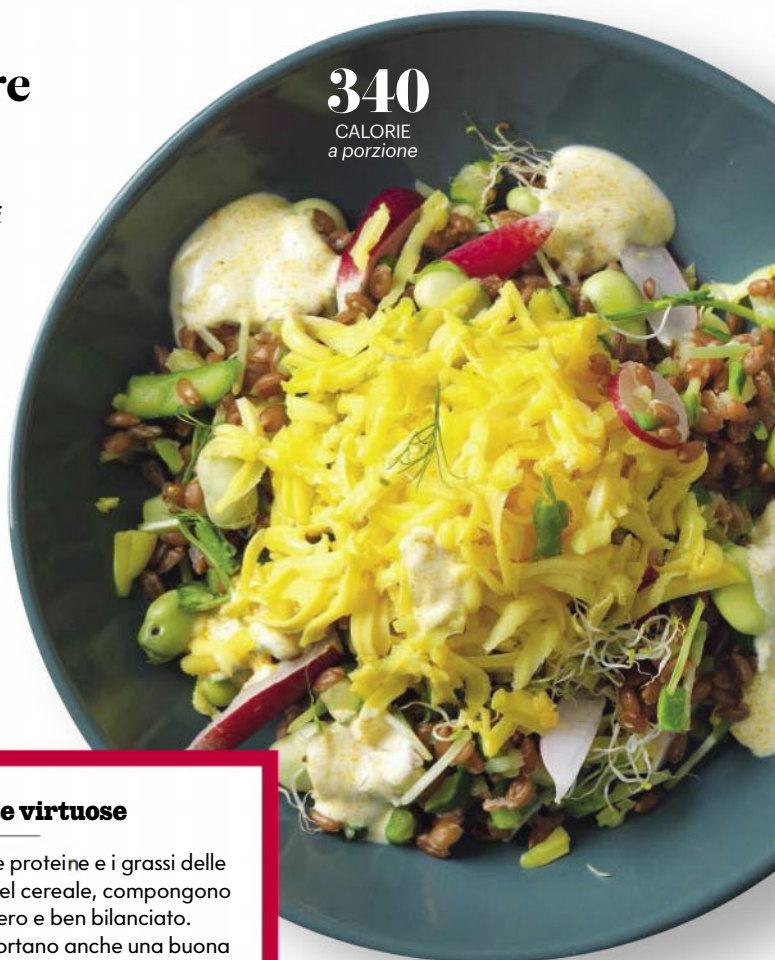 re
340
CALORIE
a porzione
i
e virtuose
e proteine e i grassi delle
el cereale, compongono
ero e ben bilanciato.
ortano anche una buona